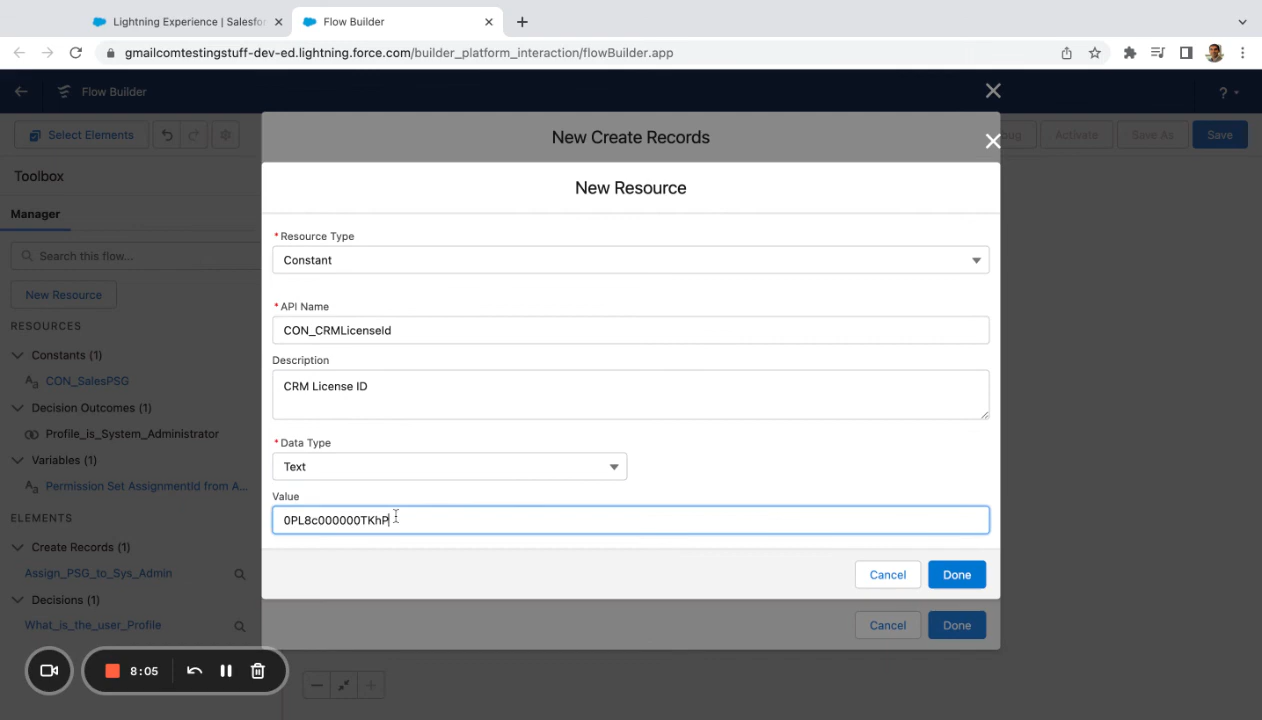 Lightning Experience | Salesfo
Flow Builder
gmailcomtestingstuff-dev-ed.lightning.force.com/builder_platform_interaction/flowBuilder.app
Flow Builder
?
Select Elements
Activate
Save As
Save
New Create Records
Toolbox
New Resource
Manager
* Resource Type
Constant
Search this flow...
New Resource
* API Name
CON_CRMLicenseId
RESOURCES
Constants (1)
Description
Aa CON_SalesPSG
CRM License ID
Decision Outcomes (1)
Profile_is_System_Administrator
* Data Type
Variables (1)
Text
Aa Permission Set AssignmentId from A...
Value
ELEMENTS
0PL8c000000TKhP
Create Records (1)
Assign_PSG_to_Sys_Admin
Cancel
Done
Decisions (1)
What_is_the_user_Profile
Cancel
Done
8:05